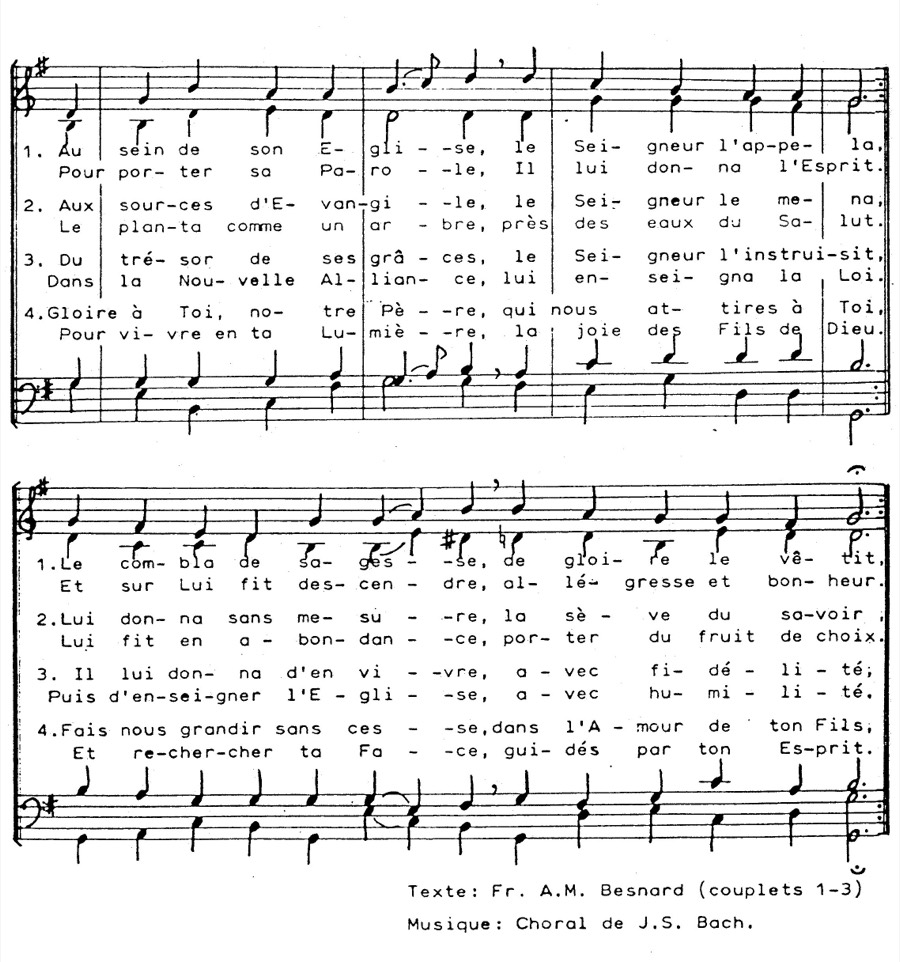 1. Au sein de son E- gli - -se, le Sei- gneur l'ap-pe- la,
Pour por- ter sa Pa- ro - -le, Il lui don- na l'Esprit.
2. Aux sour-ces d'E- van-gi - -le, le Sei- gneur le me- na,
Le plan-ta comme un ar - bre, près des eaux du Sa- lut.
3. Du tré- sor de ses grâ - ces, le Sei- gneur l'instrui-sit,
Dans la Nou- velle Al- lian- ce, lui en- sei- gna la Loi.
4.Gloire à Toi, no- tre Pè - -re, qui nous at- tires à Toi,
Pour vi- vre en ta Lu- miè - -re, la joie des Fils de Dieu.
1.Le com- bla de sa- ges - -se, de gloi- re le vê- tit,
Et sur Lui fit des- cen - dre, al- lé- gresse et bon- heur.
2.Lui don- na sans me- su - -re, la sè- ve du sa-voir ,
Lui fit en a - bon- dan - -ce, por- ter du fruit de choix.
3. Il lui don- na d'en vi - -vre, a - vec fi- dé - li - té;
Puis d'en-sei-gner l'E - gli - -se, a - vec hu- mi - li - té.
4.Fais nous grandir sans ces - -se,dans l'A - mour de ton Fils;
Et re-cher-cher ta Fa - -ce, gui- dés par ton Es-prit.
Texte: Fr. A.M. Besnard (couplets 1-3)
Musique: Choral de J.S. Bach.